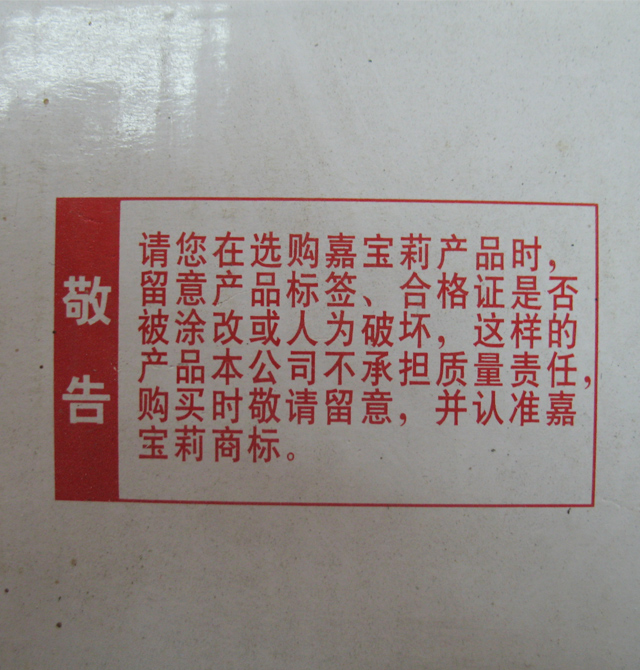 敬告
请您在选购嘉宝莉产品时，
留意产品标签、合格证是否
被涂改或人为破坏，这样的
产品本公司不承担质量责任，
购买时敬请留意，并认准嘉
宝莉商标。